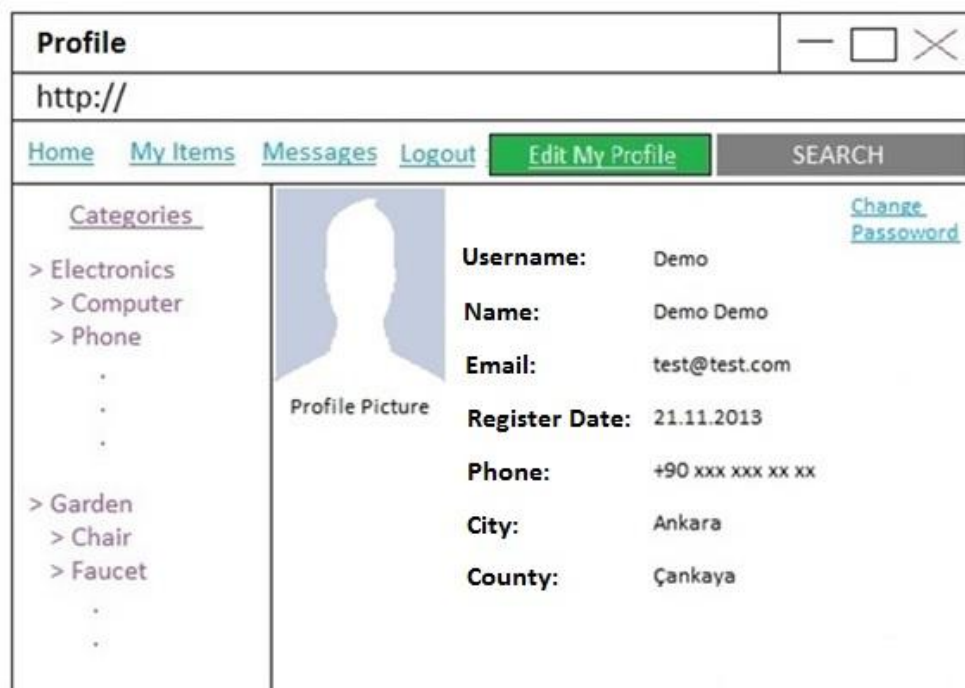 Profile
http://
Home My Items Messages Logout Edit My Profile SEARCH
Categories
> Electronics
> Computer
> Phone
.
.
.
> Garden
> Chair
> Faucet
.
.
Profile Picture
Change
Passoword
Username: Demo
Name: Demo Demo
Email: test@test.com
Register Date: 21.11.2013
Phone: +90 xxx xxx xx xx
City: Ankara
County: Çankaya